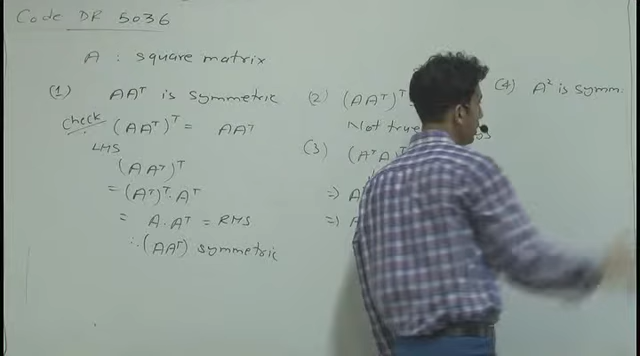 Code DR 5036
A : square matrix
(1) AAᵀ is symmetric
check (AAᵀ)ᵀ = AAᵀ
LHS
(AAᵀ)ᵀ
= (Aᵀ)ᵀ. Aᵀ
= A. Aᵀ = RHS
∴ (AAᵀ) symmetric
(2) (AAᵀ)ᵀ
Not true
(3) (AᵀA)ᵀ
⇒ A
⇒ A
(4) A² is symm.